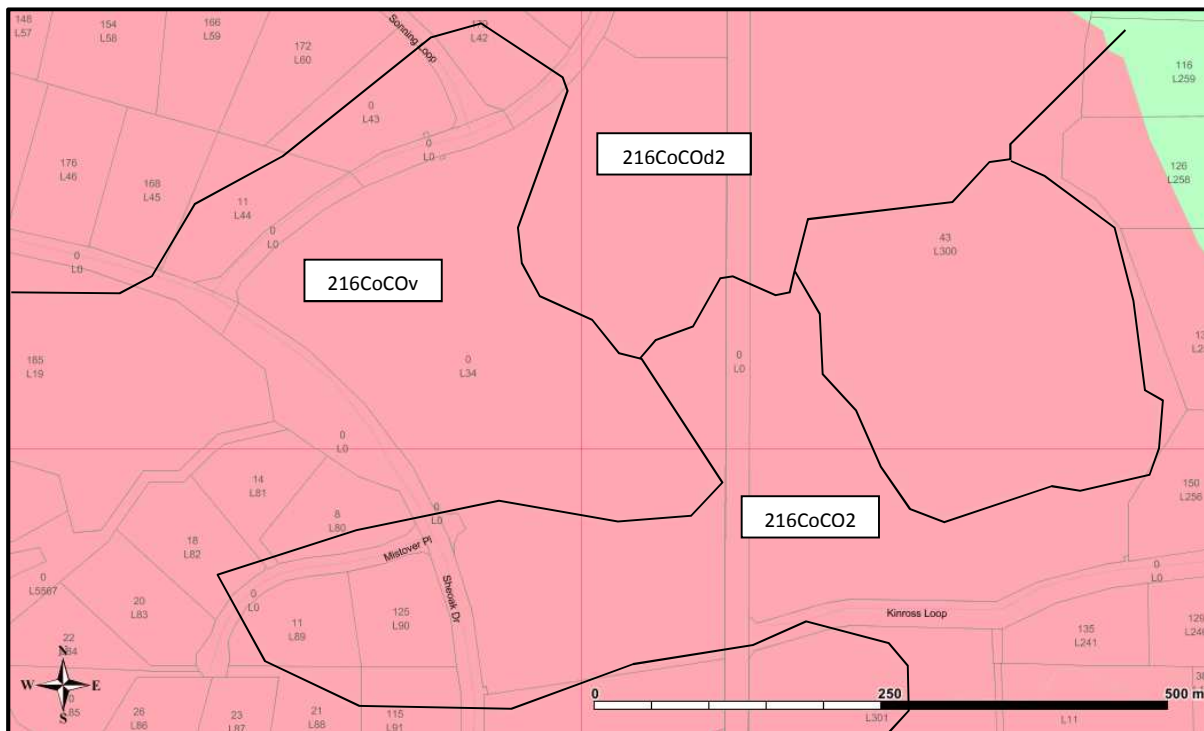 148
L57
154
L58
166
L59
172
L60
Sonning Loop
L42
0
L43
0
L0
116
L259
216CoCOd2
176
L46
168
L45
126
L258
11
L44
0
L0
43
L300
0
L0
216CoCOv
185
L19
0
L34
0
L0
0
L0
14
L81
150
L256
8
L80
0
L0
216CoCO2
18
L82
Mistover Pl
0
L5567
20
L83
0
L0
Sheoak Dr
11
L89
125
L90
Kinross Loop
0
L0
135
L241
129
22
N
W
E
S
26
L86
23
L87
21
L88
115
L91
0
250
500 m
L301
L11